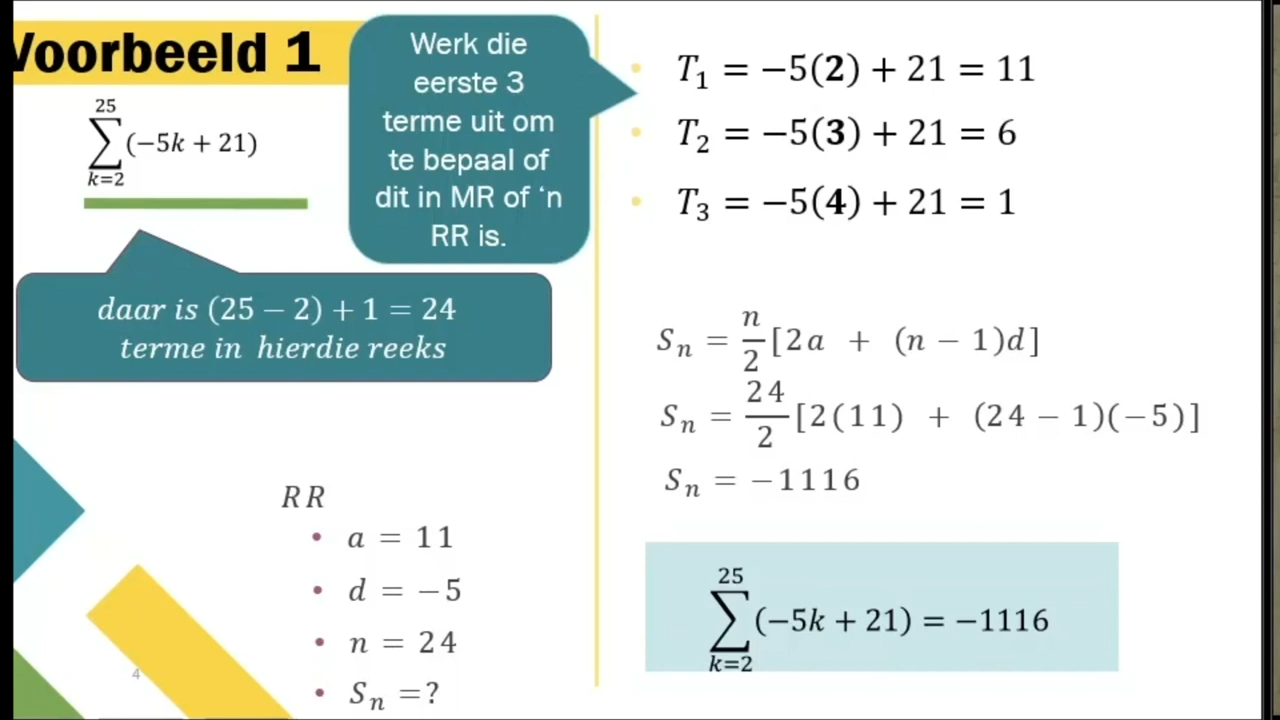 Voorbeeld 1
25
∑(−5k + 21)
k=2
daar is (25 − 2) + 1 = 24
terme in hierdie reeks
Werk die
eerste 3
terme uit om
te bepaal of
dit in MR of ‘n
RR is.
RR
• a = 11
• d = −5
• n = 24
• Sₙ =?
4
• T₁ = −5(2) + 21 = 11
• T₂ = −5(3) + 21 = 6
• T₃ = −5(4) + 21 = 1
Sₙ = n/2 [2a + (n − 1)d]
Sₙ = 24/2 [2(11) + (24 − 1)(−5)]
Sₙ = −1116
25
∑(−5k + 21) = −1116
k=2